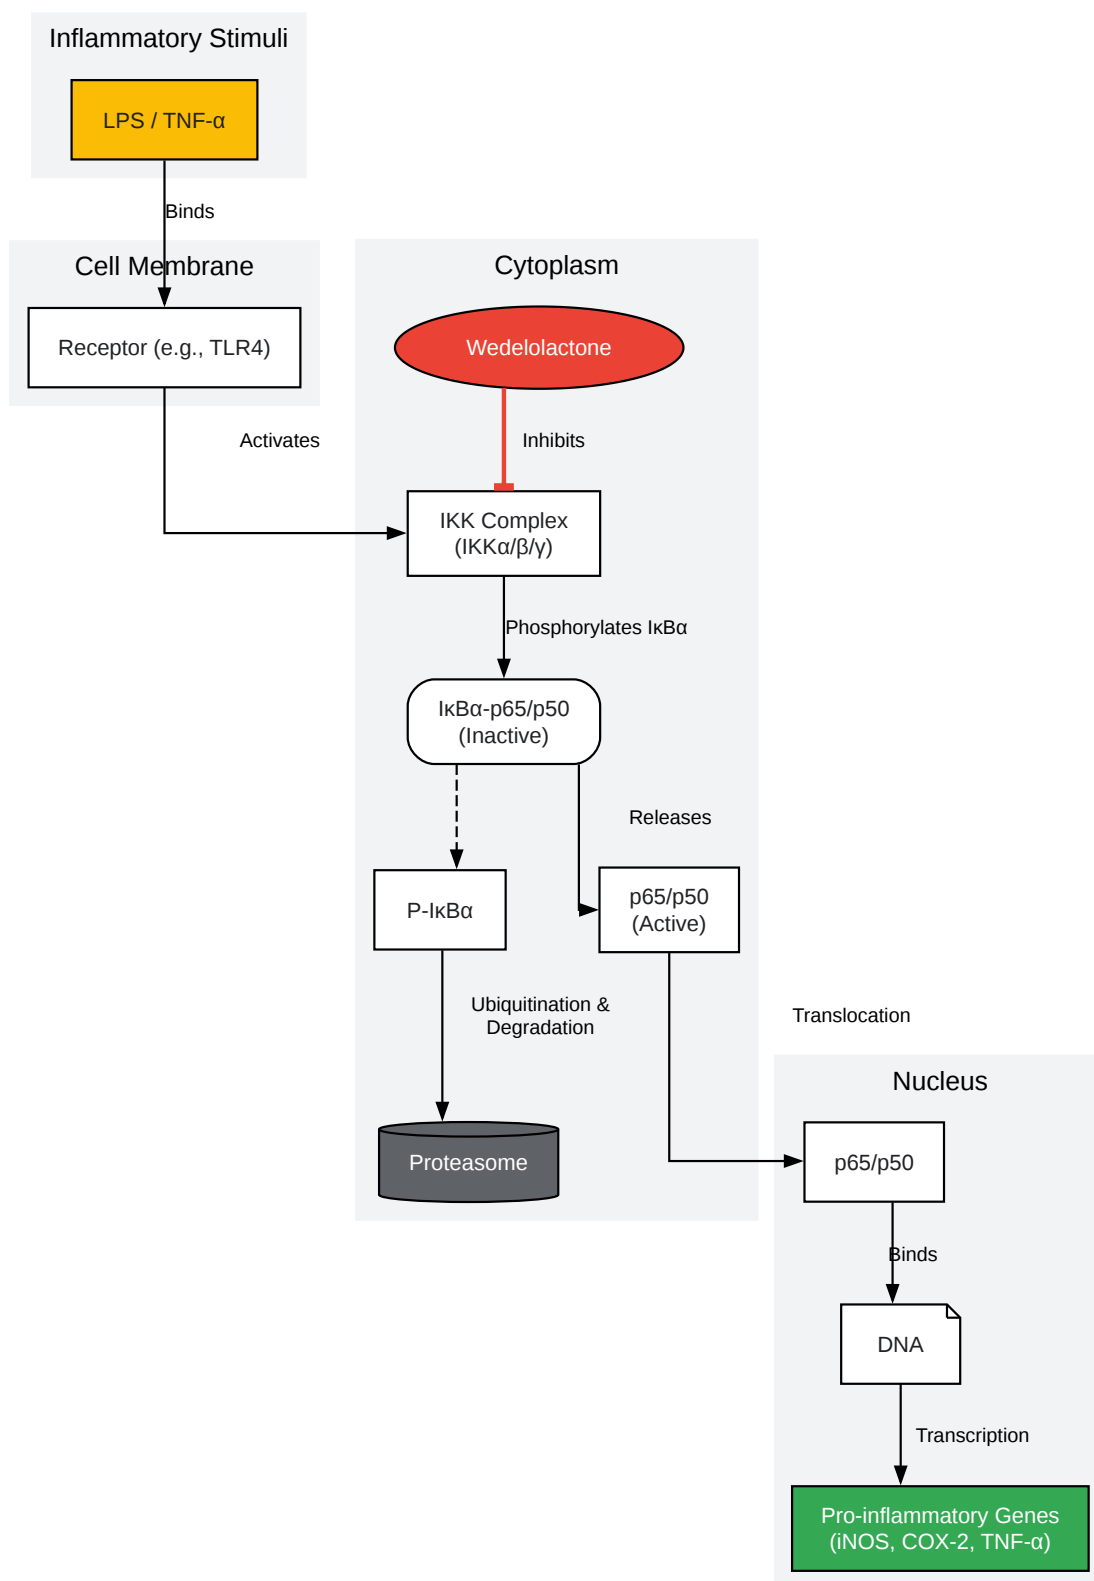 Inflammatory Stimuli
LPS / TNF-α
Binds
Cell Membrane
Receptor (e.g., TLR4)
Activates
Cytoplasm
Wedelolactone
Inhibits
IKK Complex
(IKKα/β/γ)
Phosphorylates IκBα
IκBα-p65/p50
(Inactive)
Releases
P-IκBα
p65/p50
(Active)
Ubiquitination &
Degradation
Proteasome
Translocation
Nucleus
p65/p50
Binds
DNA
Transcription
Pro-inflammatory Genes
(iNOS, COX-2, TNF-α)